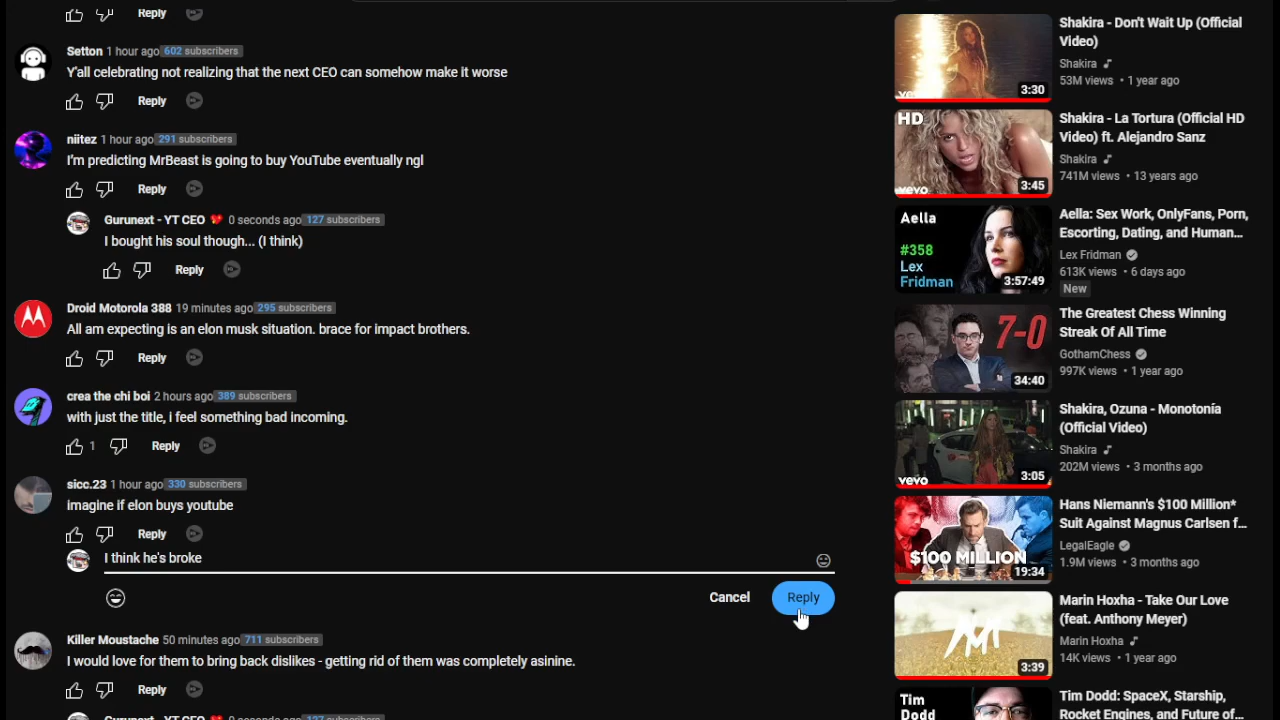 Reply
Setton 1 hour ago 602 subscribers
Y'all celebrating not realizing that the next CEO can somehow make it worse
Reply
niitez 1 hour ago 291 subscribers
I'm predicting MrBeast is going to buy YouTube eventually ngl
Reply
Gurunext - YT CEO 0 seconds ago 127 subscribers
I bought his soul though... (I think)
Reply
Droid Motorola 388 19 minutes ago 295 subscribers
All am expecting is an elon musk situation. brace for impact brothers.
Reply
crea the chi boi 2 hours ago 389 subscribers
with just the title, i feel something bad incoming.
1 Reply
sicc.23 1 hour ago 330 subscribers
imagine if elon buys youtube
Reply
I think he's broke
Cancel Reply
Killer Moustache 50 minutes ago 711 subscribers
I would love for them to bring back dislikes - getting rid of them was completely asinine.
Reply
Gurunext - YT CEO 0 seconds ago 127 subscribers
vevo
3:30
Shakira - Don't Wait Up (Official
Video)
Shakira
53M views • 1 year ago
HD
vevo
3:45
Shakira - La Tortura (Official HD
Video) ft. Alejandro Sanz
Shakira
741M views • 13 years ago
Aella
#358
Lex
Fridman
3:57:49
Aella: Sex Work, OnlyFans, Porn,
Escorting, Dating, and Human...
Lex Fridman
613K views • 6 days ago
New
7-0
34:40
The Greatest Chess Winning
Streak Of All Time
GothamChess
997K views • 1 year ago
vevo
3:05
Shakira, Ozuna - Monotonía
(Official Video)
Shakira
202M views • 3 months ago
$100 MILLION
19:34
Hans Niemann's $100 Million*
Suit Against Magnus Carlsen f...
LegalEagle
1.9M views • 3 months ago
3:39
Marin Hoxha - Take Our Love
(feat. Anthony Meyer)
Marin Hoxha
14K views • 1 year ago
Tim
Dodd
Tim Dodd: SpaceX, Starship,
Rocket Engines, and Future of...